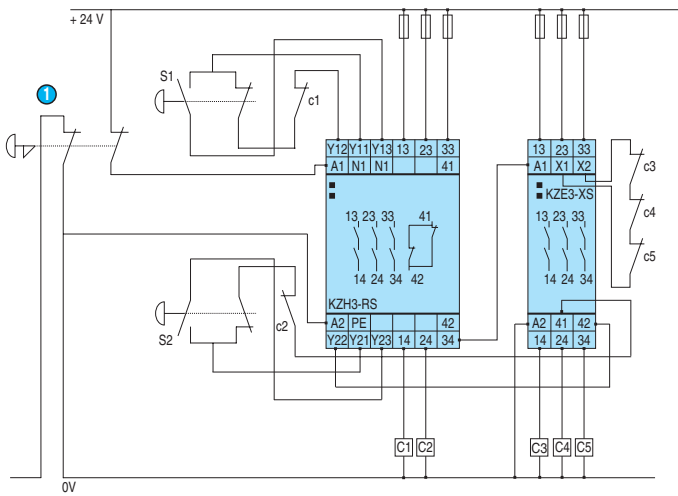 + 24 V
1
S1
c1
Y12 Y11 Y13 13 23 33
A1 N1 N1 41
13 23 33 41
14 24 34 42
KZH3-RS
A2 PE 42
Y22 Y21 Y23 14 24 34
13 23 33
A1 X1 X2
KZE3-XS
13 23 33
14 24 34
A2 41 42
14 24 34
c3
c4
c5
S2
c2
C1 C2
C3 C4 C5
0V